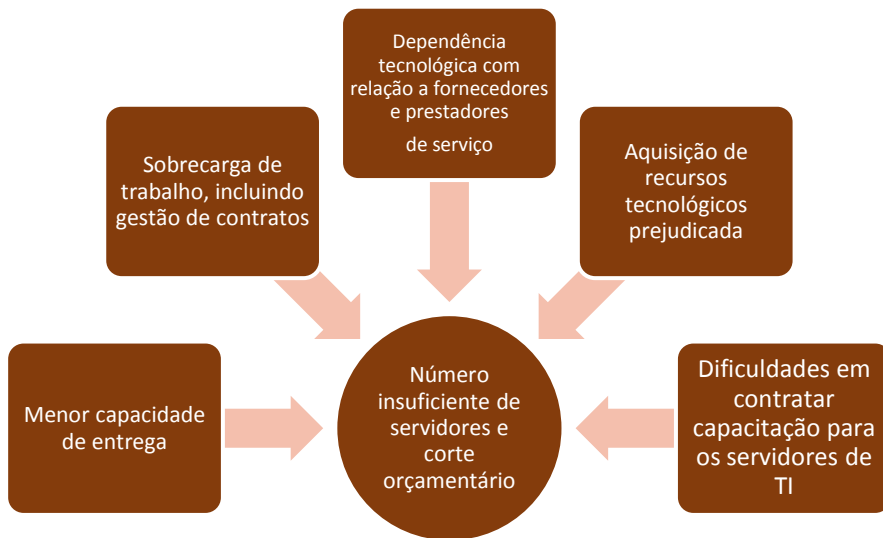 Dependência
tecnológica com
relação a fornecedores
e prestadores
de serviço
Sobrecarga de
trabalho, incluindo
gestão de contratos
Aquisição de
recursos
tecnológicos
prejudicada
Menor capacidade
de entrega
Número
insuficiente de
servidores e
corte
orçamentário
Dificuldades em
contratar
capacitação para
os servidores de
TI